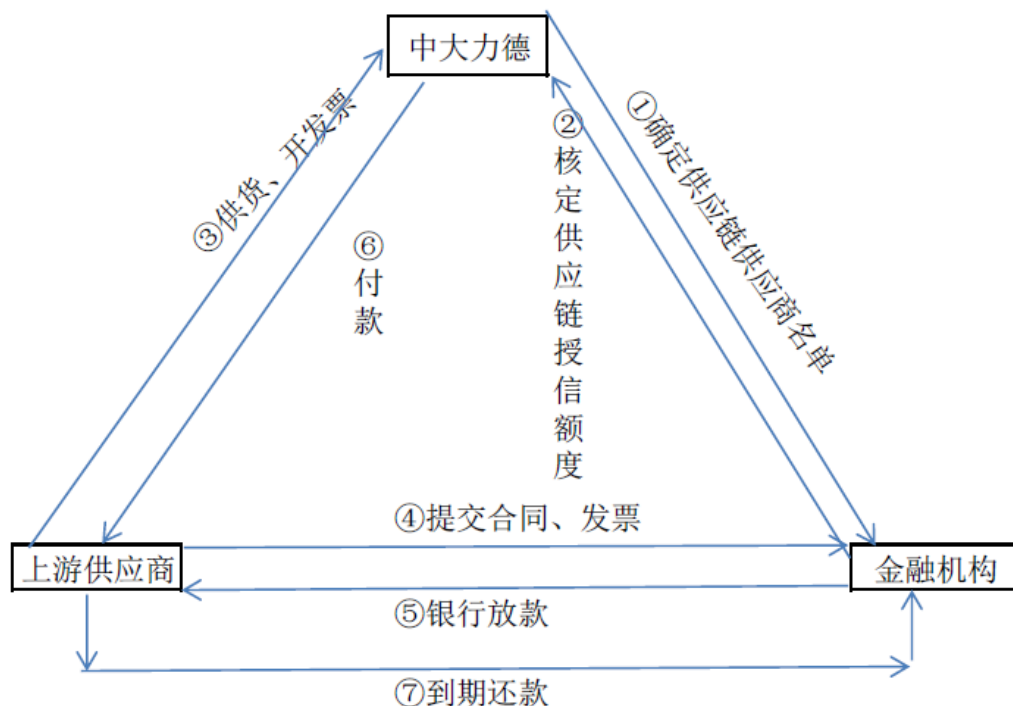 中大力德
①确定供应链供应商名单
②核定供应链授信额度
③供货、开发票
⑥付款
④提交合同、发票
上游供应商
金融机构
⑤银行放款
⑦到期还款